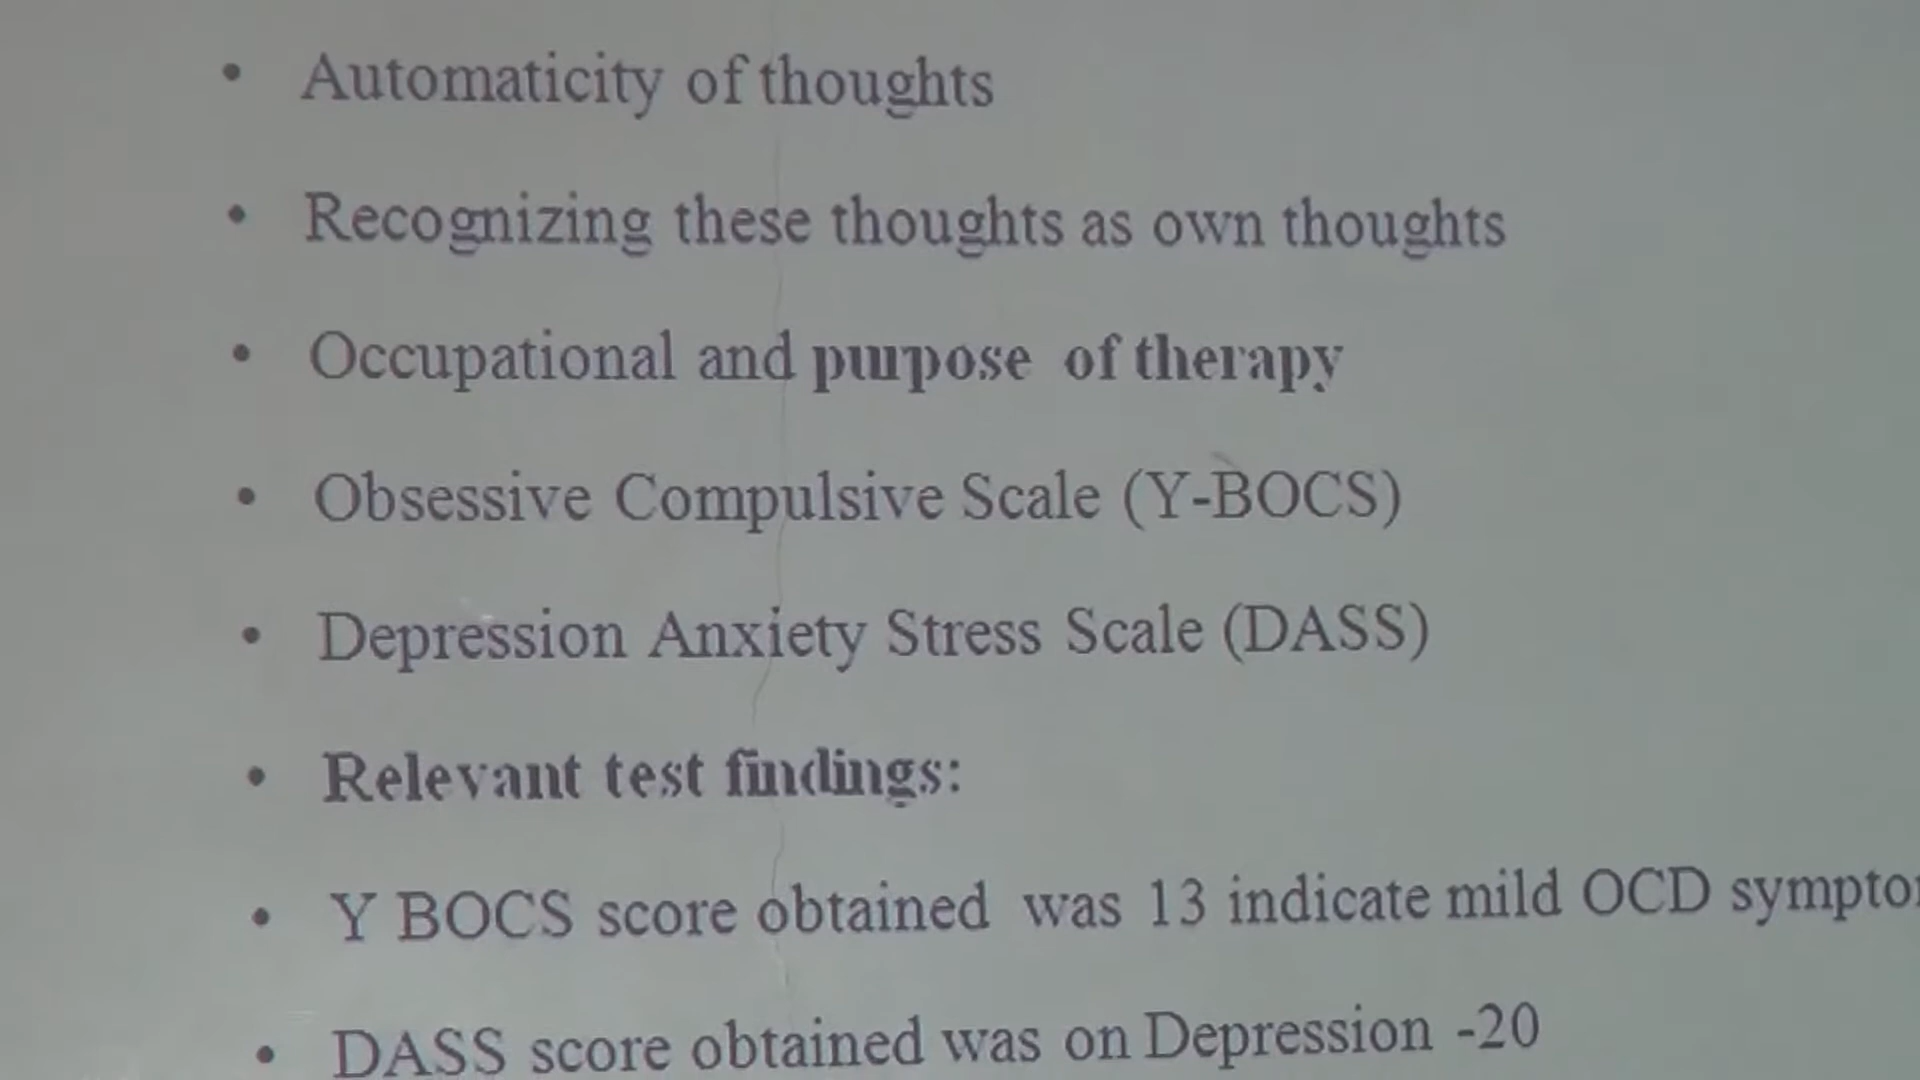 • Automaticity of thoughts
• Recognizing these thoughts as own thoughts
• Occupational and purpose of therapy
• Obsessive Compulsive Scale (Y-BOCS)
• Depression Anxiety Stress Scale (DASS)
• Relevant test findings:
• Y BOCS score obtained was 13 indicate mild OCD sympto
• DASS score obtained was on Depression -20